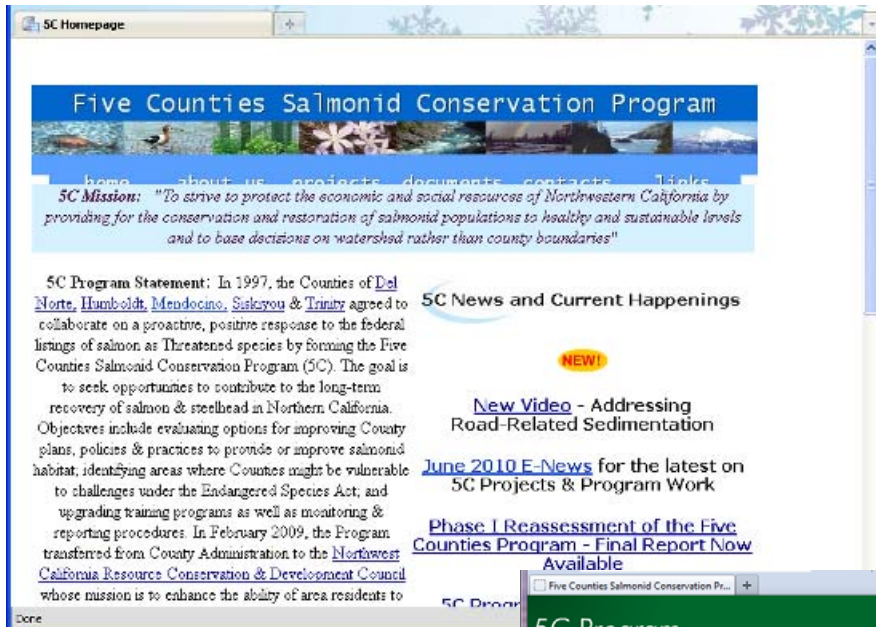 5C Homepage
Five Counties Salmonid Conservation Program
home about us projects documents contacts links
5C Mission: "To strive to protect the economic and social resources of Northwestern California by
providing for the conservation and restoration of salmonid populations to healthy and sustainable levels
and to base decisions on watershed rather than county boundaries"
5C Program Statement: In 1997, the Counties of Del
Norte, Humboldt, Mendocino, Siskiyou & Trinity agreed to
collaborate on a proactive, positive response to the federal
listings of salmon as Threatened species by forming the Five
Counties Salmonid Conservation Program (5C). The goal is
to seek opportunities to contribute to the long-term
recovery of salmon & steelhead in Northern California.
Objectives include evaluating options for improving County
plans, policies & practices to provide or improve salmonid
habitat; identifying areas where Counties might be vulnerable
to challenges under the Endangered Species Act; and
upgrading training programs as well as monitoring &
reporting procedures. In February 2009, the Program
transferred from County Administration to the Northwest
California Resource Conservation & Development Council
whose mission is to enhance the ability of area residents to
5C News and Current Happenings
NEW!
New Video - Addressing
Road-Related Sedimentation
June 2010 E-News for the latest on
5C Projects & Program Work
Phase I Reassessment of the Five
Counties Program - Final Report Now
Available
5C Progr
Five Counties Salmonid Conservation Pr...
5C Program
Done